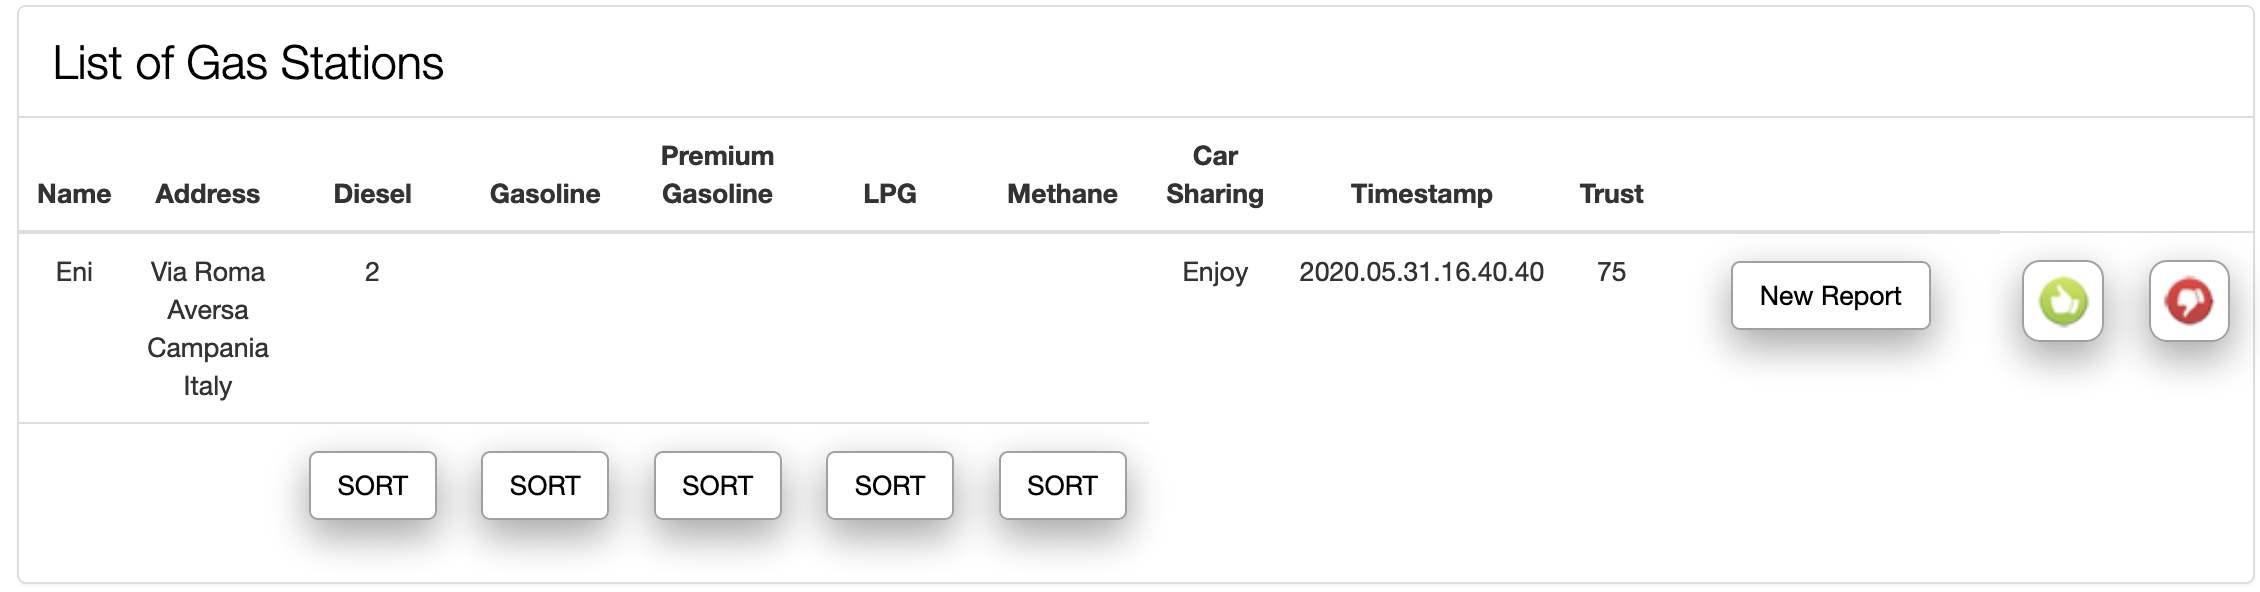 List of Gas Stations
Name Address Diesel Gasoline Premium Gasoline LPG Methane Car Sharing Timestamp Trust
Eni Via Roma 2 Enjoy 2020.05.31.16.40.40 75 New Report
Aversa
Campania
Italy
SORT SORT SORT SORT SORT